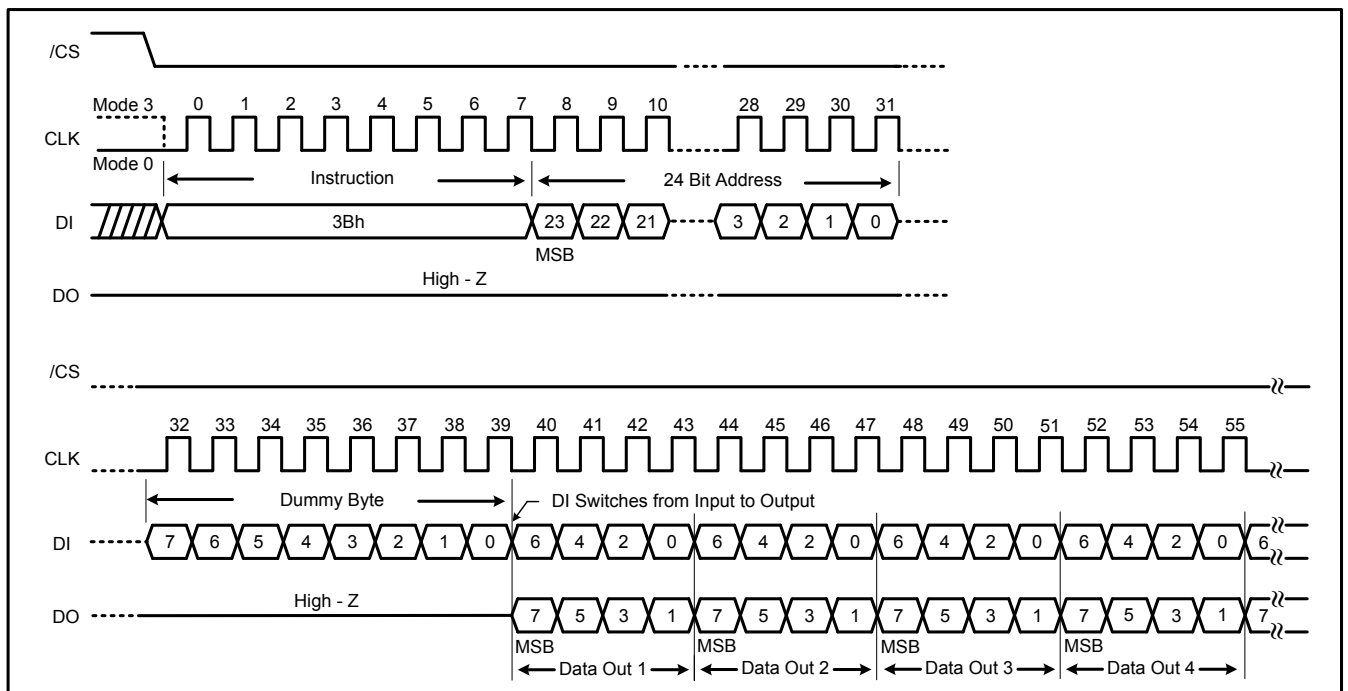 /CS
Mode 3 0 1 2 3 4 5 6 7 8 9 10 28 29 30 31
CLK
Mode 0
Instruction 24 Bit Address
DI 3Bh 23 22 21 3 2 1 0
MSB
High - Z
DO
/CS
32 33 34 35 36 37 38 39 40 41 42 43 44 45 46 47 48 49 50 51 52 53 54 55
CLK
Dummy Byte DI Switches from Input to Output
DI 7 6 5 4 3 2 1 0 6 4 2 0 6 4 2 0 6 4 2 0 6 4 2 0 6
High - Z
DO 7 5 3 1 7 5 3 1 7 5 3 1 7 5 3 1 7
MSB MSB MSB MSB
Data Out 1 Data Out 2 Data Out 3 Data Out 4